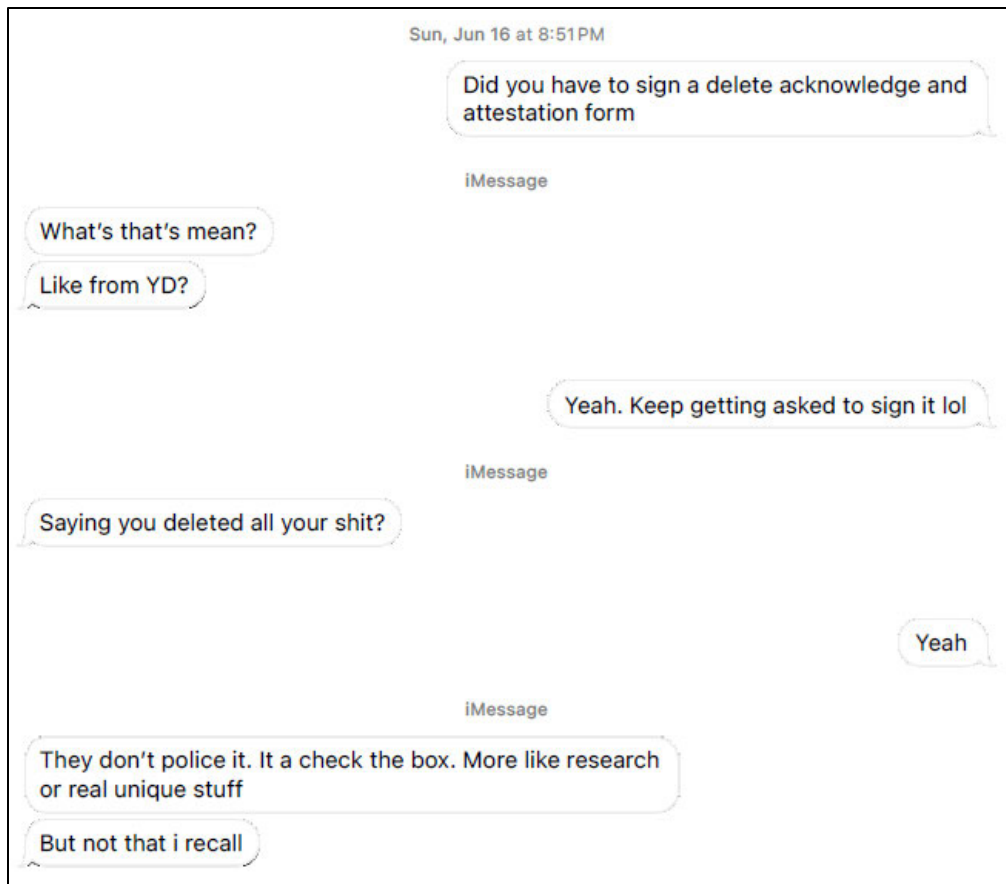 Sun, Jun 16 at 8:51PM
Did you have to sign a delete acknowledge and
attestation form
iMessage
What's that's mean?
Like from YD?
Yeah. Keep getting asked to sign it lol
iMessage
Saying you deleted all your shit?
Yeah
iMessage
They don't police it. It a check the box. More like research
or real unique stuff
But not that i recall